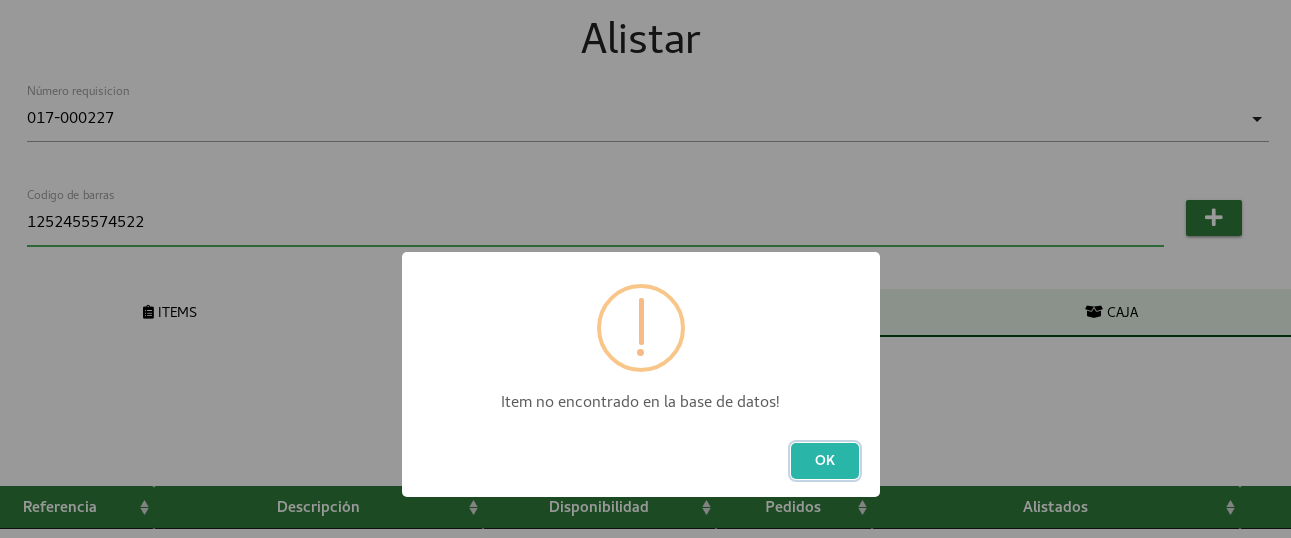 Alistar
Número requisicion
017-000227
Codigo de barras
1252455574522
ITEMS
CAJA
Item no encontrado en la base de datos!
OK
Referencia Descripción Disponibilidad Pedidos Alistados